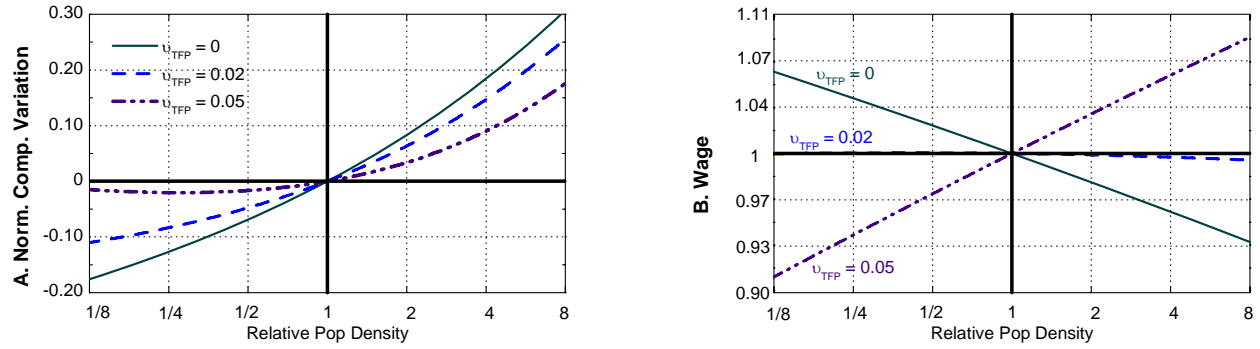 A. Norm. Comp. Variation
0.30
0.20
0.10
0
-0.10
-0.20
υTFP = 0
υTFP = 0.02
υTFP = 0.05
1/8 1/4 1/2 1 2 4 8
Relative Pop Density
B. Wage
1.11
1.07
1.04
1
0.97
0.93
0.90
υTFP = 0
υTFP = 0.02
υTFP = 0.05
1/8 1/4 1/2 1 2 4 8
Relative Pop Density